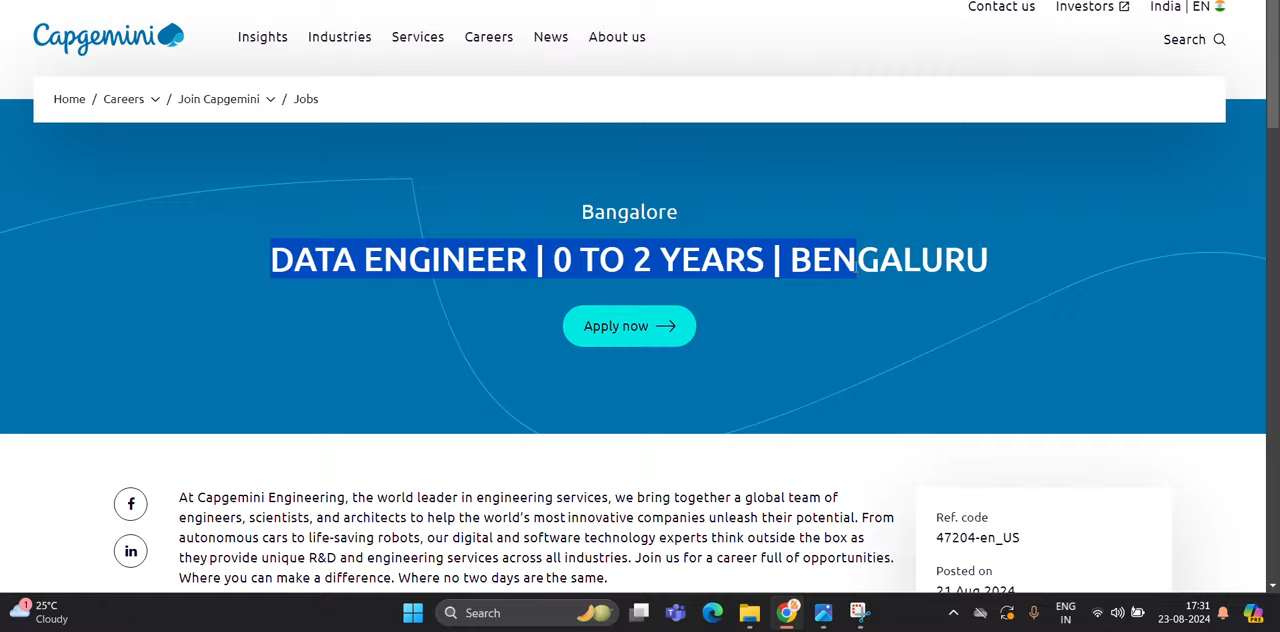 Contact us Investors India | EN
Capgemini Insights Industries Services Careers News About us
Search
Home / Careers / Join Capgemini / Jobs
Bangalore
DATA ENGINEER | 0 TO 2 YEARS | BENGALURU
Apply now
At Capgemini Engineering, the world leader in engineering services, we bring together a global team of
engineers, scientists, and architects to help the world's most innovative companies unleash their potential. From
autonomous cars to life-saving robots, our digital and software technology experts think outside the box as
they provide unique R&D and engineering services across all industries. Join us for a career full of opportunities.
Where you can make a difference. Where no two days are the same.
f
in
Ref. code
47204-en_US
Posted on
21 Aug 2024
1
25°C
Cloudy
Search
ENG
IN
17:31
23-08-2024
PRE